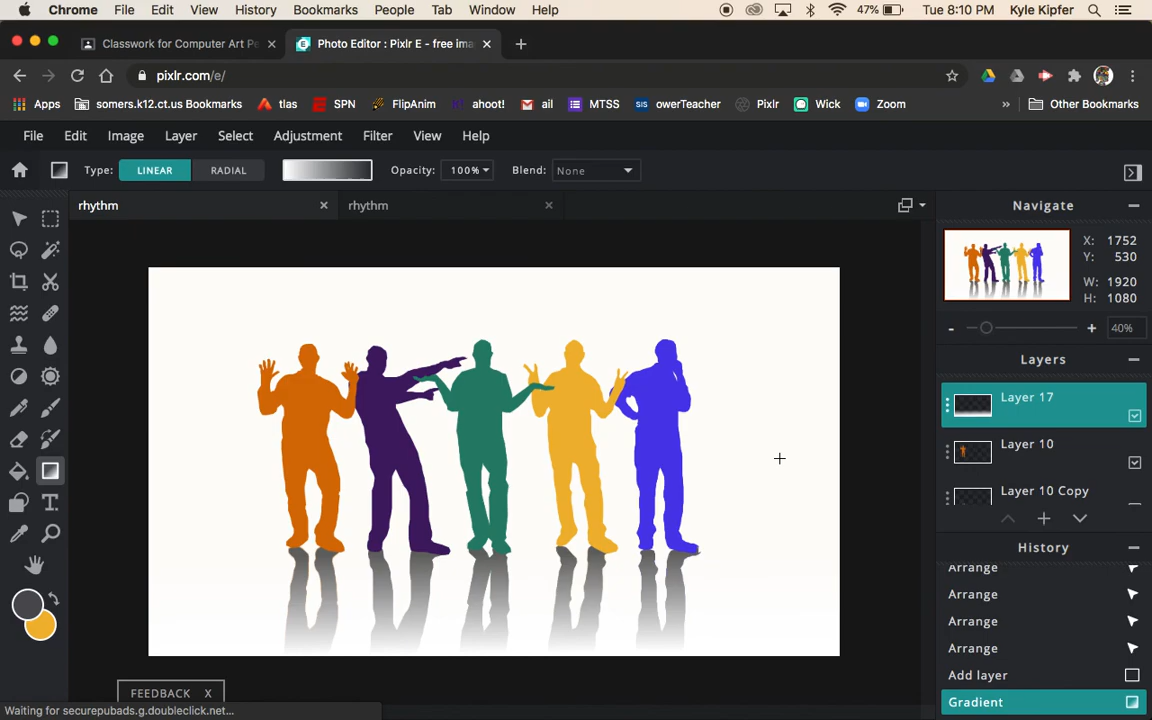 Chrome File Edit View History Bookmarks People Tab Window Help 47% Tue 8:10 PM Kyle Kipfer
Classwork for Computer Art Pe × Photo Editor : Pixlr E - free ima × +
pixlr.com/e/
Apps somers.k12.ct.us Bookmarks tlas SPN FlipAnim ahoot! ail MTSS SIS owerTeacher Pixlr Wick Zoom » Other Bookmarks
File Edit Image Layer Select Adjustment Filter View Help
Type: LINEAR RADIAL Opacity: 100% Blend: None
rhythm × rhythm × Navigate
X: 1752
Y: 530
W: 1920
H: 1080
- + 40%
Layers
Layer 17
Layer 10
Layer 10 Copy
History
Arrange
Arrange
Arrange
Arrange
Add layer
Gradient
FEEDBACK X
Waiting for securepubads.g.doubleclick.net...